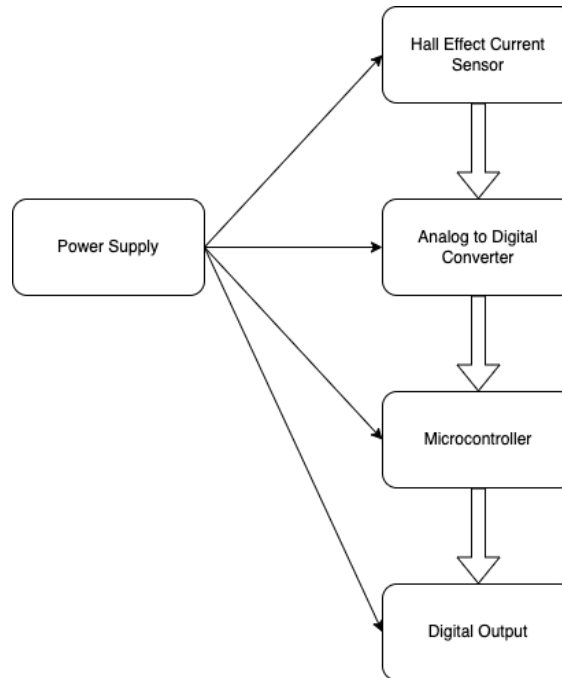 Hall Effect Current
Sensor
Power Supply
Analog to Digital
Converter
Microcontroller
Digital Output